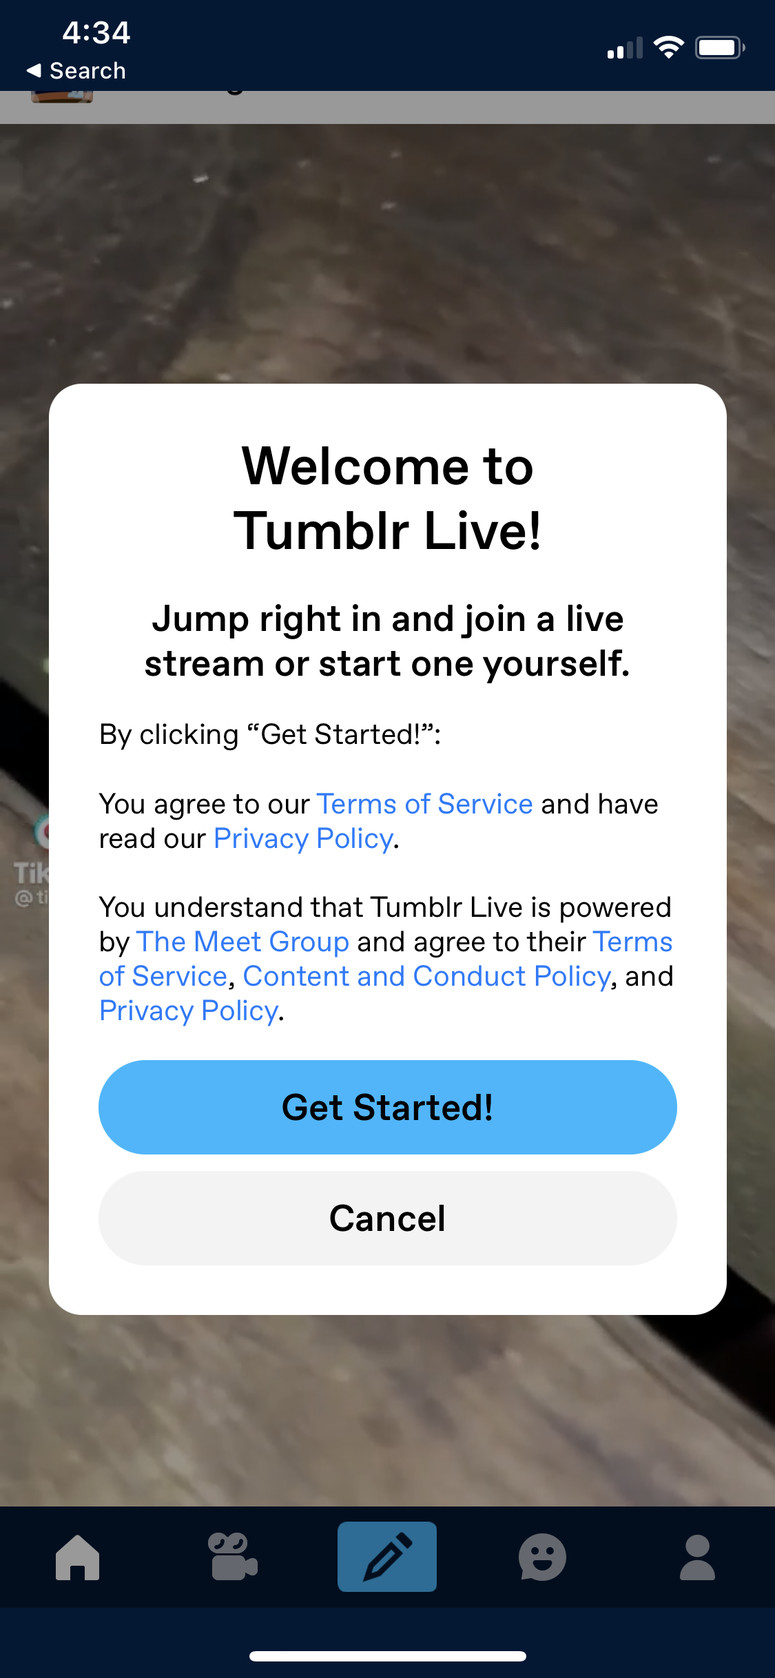 4:34
◀ Search
Welcome to
Tumblr Live!
Jump right in and join a live
stream or start one yourself.
By clicking “Get Started!”:
You agree to our Terms of Service and have
read our Privacy Policy.
You understand that Tumblr Live is powered
by The Meet Group and agree to their Terms
of Service, Content and Conduct Policy, and
Privacy Policy.
Get Started!
Cancel
Tik
@ti